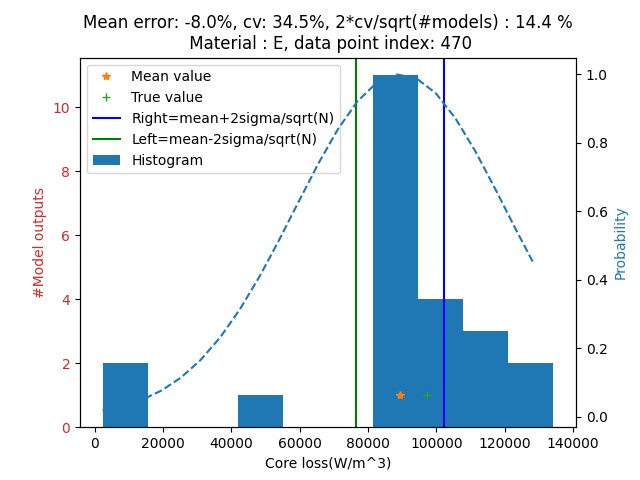 Mean error: -8.0%, cv: 34.5%, 2*cv/sqrt(#models) : 14.4 %
Material : E, data point index: 470
Mean value
True value
Right=mean+2sigma/sqrt(N)
Left=mean-2sigma/sqrt(N)
Histogram
#Model outputs
0
2
4
6
8
10
0.0
0.2
0.4
0.6
0.8
1.0
Probability
0
20000
40000
60000
80000
100000
120000
140000
Core loss(W/m^3)